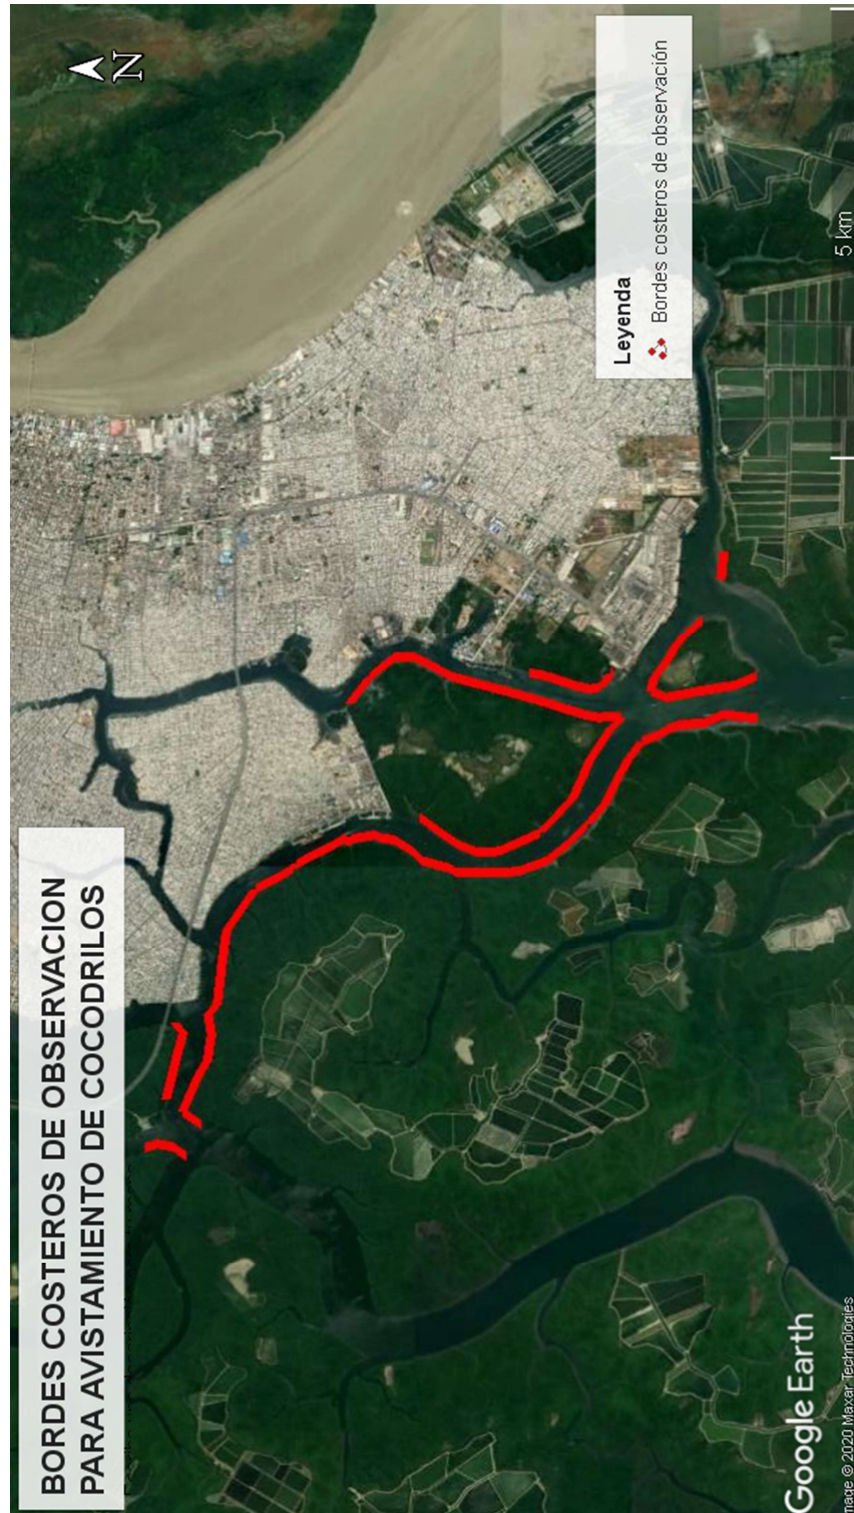 BORDES COSTEROS DE OBSERVACION
PARA AVISTAMIENTO DE COCODRILOS
N
Leyenda
Bordes costeros de observación
Google Earth
mage © 2020 Maxar Technologies
5 km